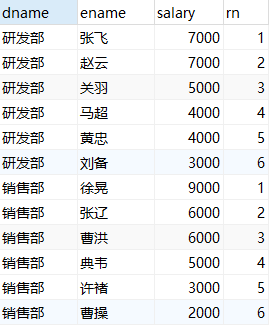 dname ename salary rn
研发部 张飞 7000 1
研发部 赵云 7000 2
研发部 关羽 5000 3
研发部 马超 4000 4
研发部 黄忠 4000 5
研发部 刘备 3000 6
销售部 徐晃 9000 1
销售部 张辽 6000 2
销售部 曹洪 6000 3
销售部 典韦 5000 4
销售部 许褚 3000 5
销售部 曹操 2000 6